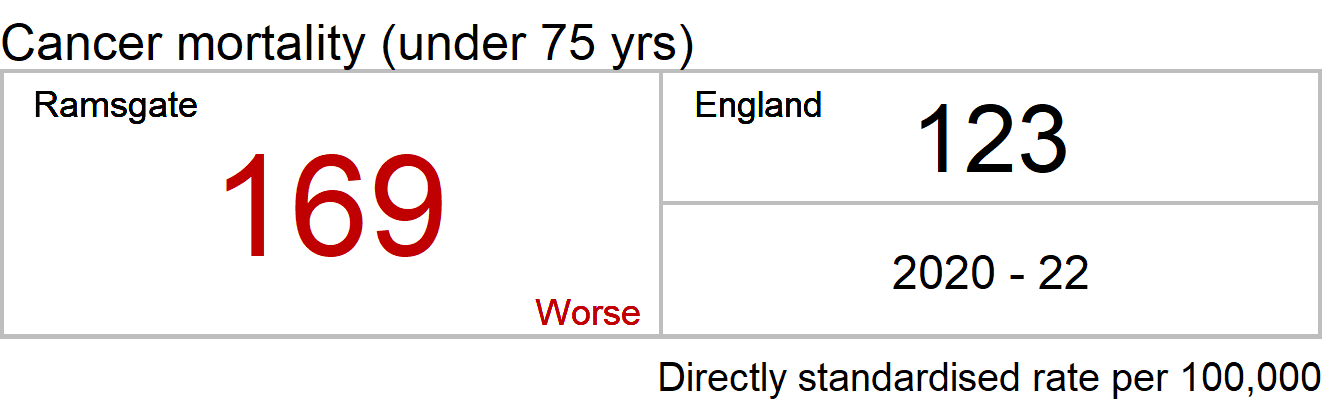 Cancer mortality (under 75 yrs)
Ramsgate
169
Worse
England
123
2020 - 22
Directly standardised rate per 100,000